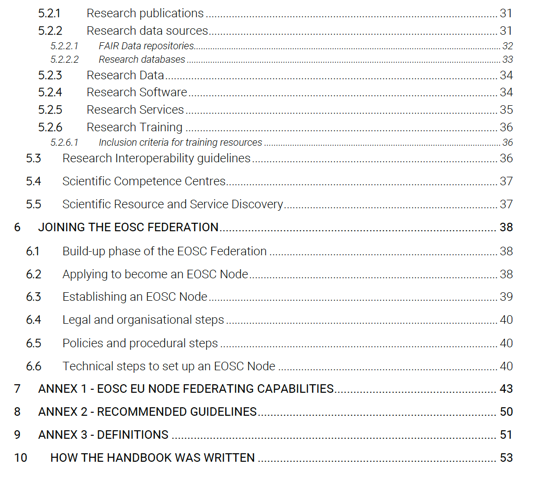 5.2.1 Research publications 31
5.2.2 Research data sources 31
5.2.2.1 FAIR Data repositories 32
5.2.2.2 Research databases 33
5.2.3 Research Data 34
5.2.4 Research Software 34
5.2.5 Research Services 35
5.2.6 Research Training 36
5.2.6.1 Inclusion criteria for training resources 36
5.3 Research Interoperability guidelines 36
5.4 Scientific Competence Centres 37
5.5 Scientific Resource and Service Discovery 37
6 JOINING THE EOSC FEDERATION 38
6.1 Build-up phase of the EOSC Federation 38
6.2 Applying to become an EOSC Node 38
6.3 Establishing an EOSC Node 39
6.4 Legal and organisational steps 40
6.5 Policies and procedural steps 40
6.6 Technical steps to set up an EOSC Node 40
7 ANNEX 1 - EOSC EU NODE FEDERATING CAPABILITIES 43
8 ANNEX 2 - RECOMMENDED GUIDELINES 50
9 ANNEX 3 - DEFINITIONS 51
10 HOW THE HANDBOOK WAS WRITTEN 53